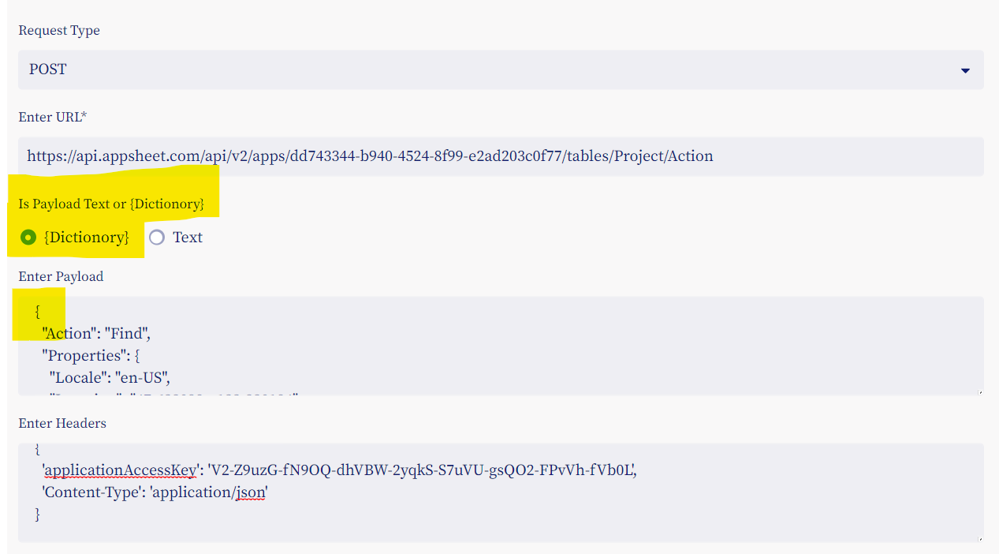 Request Type
POST
Enter URL*
https://api.appsheet.com/api/v2/apps/dd743344-b940-4524-8f99-e2ad203c0f77/tables/Project/Action
Is Payload Text or {Dictionory}
{Dictionory} Text
Enter Payload
{
"Action": "Find",
"Properties": {
"Locale": "en-US",
Enter Headers
{
'applicationAccessKey': 'V2-Z9uzG-fN9OQ-dhVBW-2yqkS-S7uVU-gsQO2-FPvVh-fVb0L',
'Content-Type': 'application/json'
}